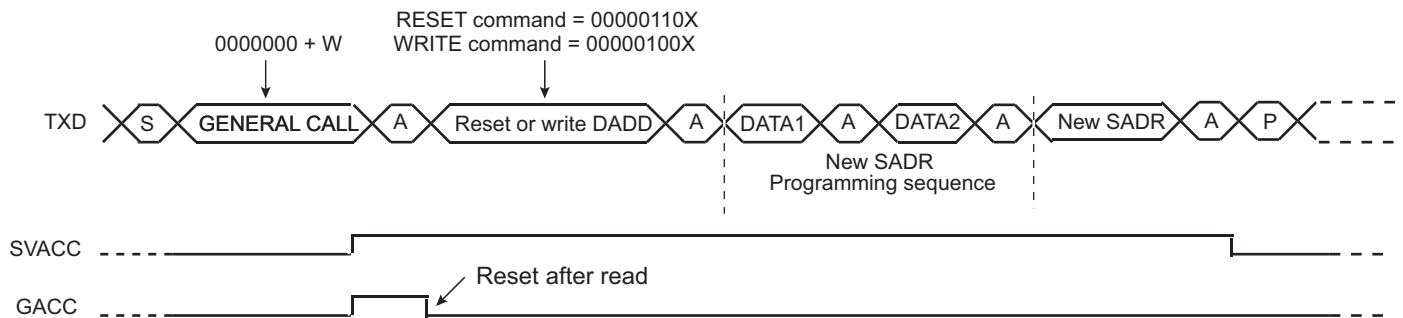 RESET command = 00000110X
0000000 + W
WRITE command = 00000100X
TXD
S
GENERAL CALL
A
Reset or write DADD
A
DATA1
A
DATA2
A
New SADR
A
P
New SADR
Programming sequence
SVACC
Reset after read
GACC